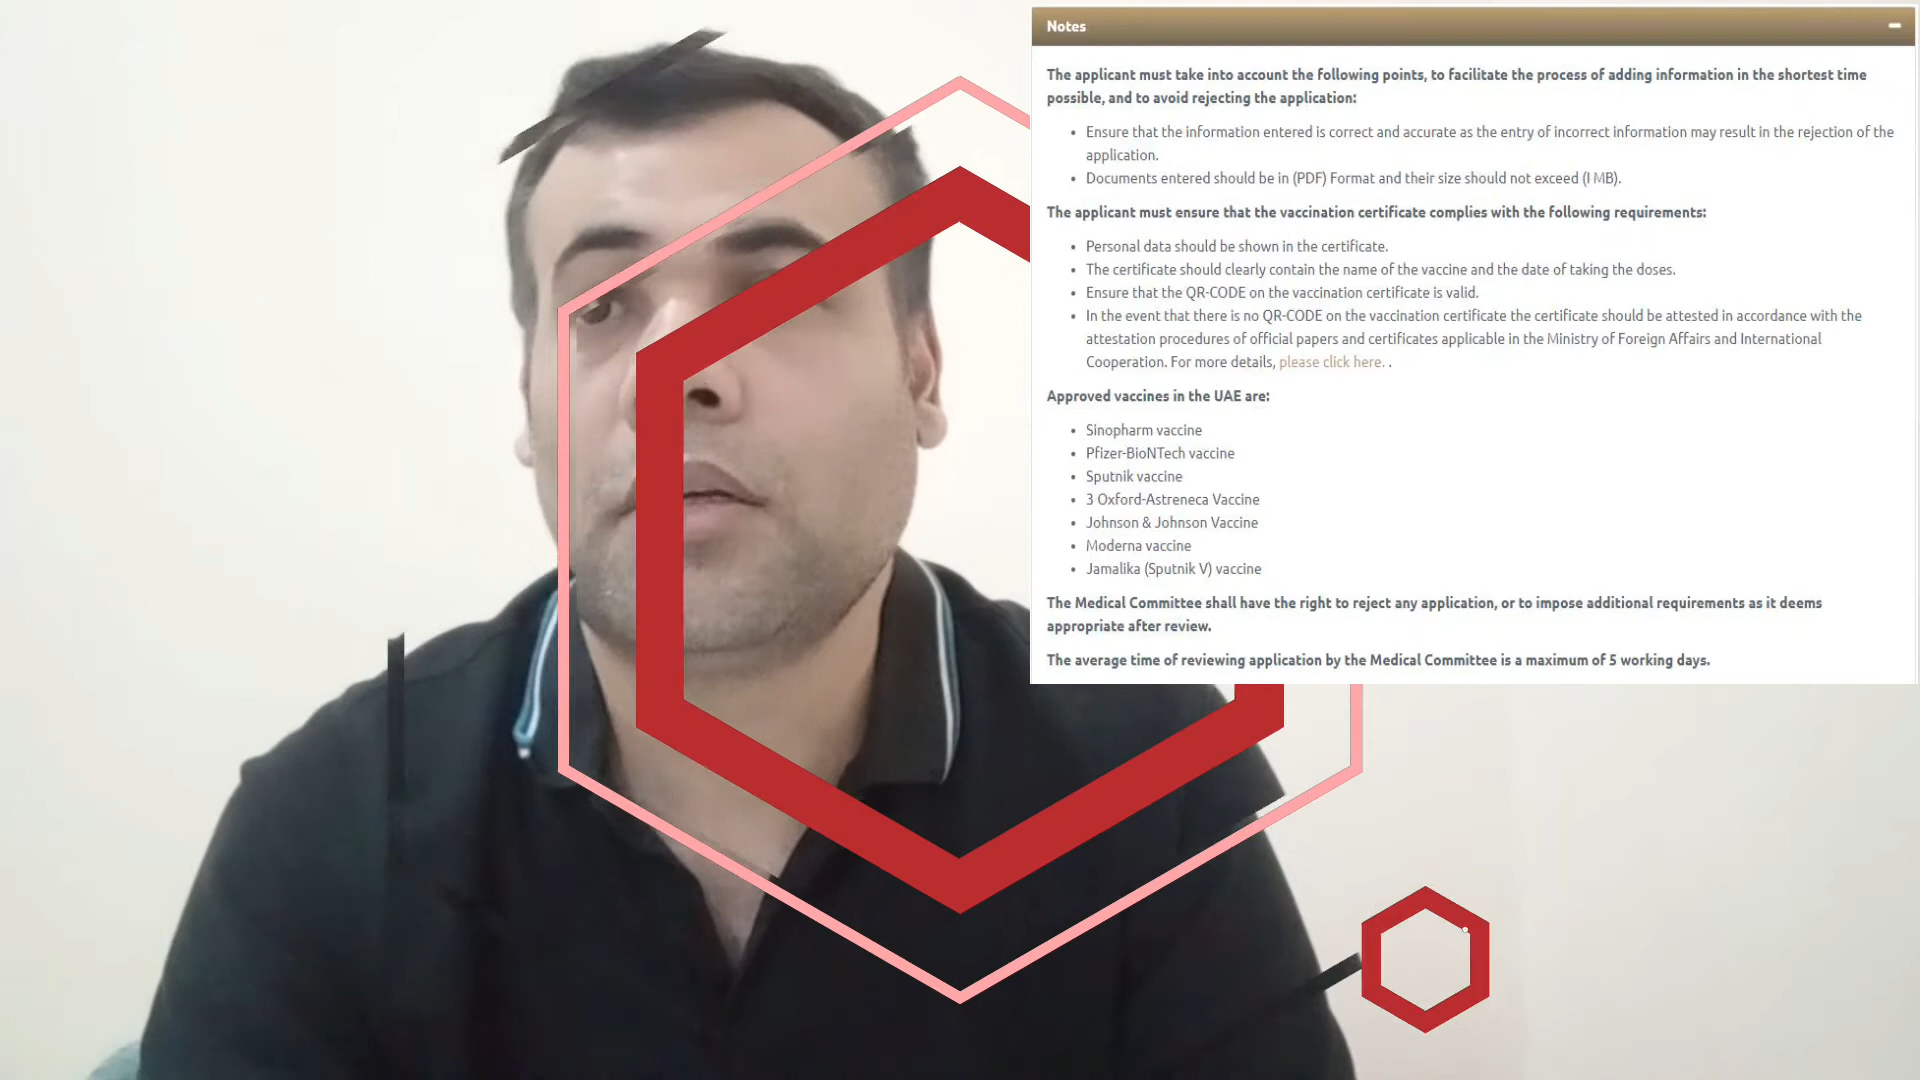 Notes
The applicant must take into account the following points, to facilitate the process of adding information in the shortest time
possible, and to avoid rejecting the application:
• Ensure that the information entered is correct and accurate as the entry of incorrect information may result in the rejection of the
application.
• Documents entered should be in (PDF) Format and their size should not exceed (I MB).
The applicant must ensure that the vaccination certificate complies with the following requirements:
• Personal data should be shown in the certificate.
• The certificate should clearly contain the name of the vaccine and the date of taking the doses.
• Ensure that the QR-CODE on the vaccination certificate is valid.
• In the event that there is no QR-CODE on the vaccination certificate the certificate should be attested in accordance with the
attestation procedures of official papers and certificates applicable in the Ministry of Foreign Affairs and International
Cooperation. For more details, please click here. .
Approved vaccines in the UAE are:
• Sinopharm vaccine
• Pfizer-BioNTech vaccine
• Sputnik vaccine
• 3 Oxford-Astreneca Vaccine
• Johnson & Johnson Vaccine
• Moderna vaccine
• Jamalika (Sputnik V) vaccine
The Medical Committee shall have the right to reject any application, or to impose additional requirements as it deems
appropriate after review.
The average time of reviewing application by the Medical Committee is a maximum of 5 working days.